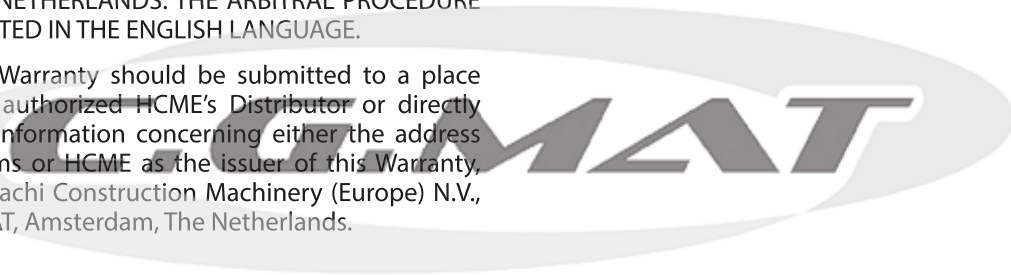 NETHERLANDS. THE ARBITRAL PROCEDURE
TED IN THE ENGLISH LANGUAGE.
Warranty should be submitted to a place
authorized HCME's Distributor or directly
nformation concerning either the address
ms or HCME as the issuer of this Warranty,
achi Construction Machinery (Europe) N.V.,
AT, Amsterdam, The Netherlands.
C.G.MAT